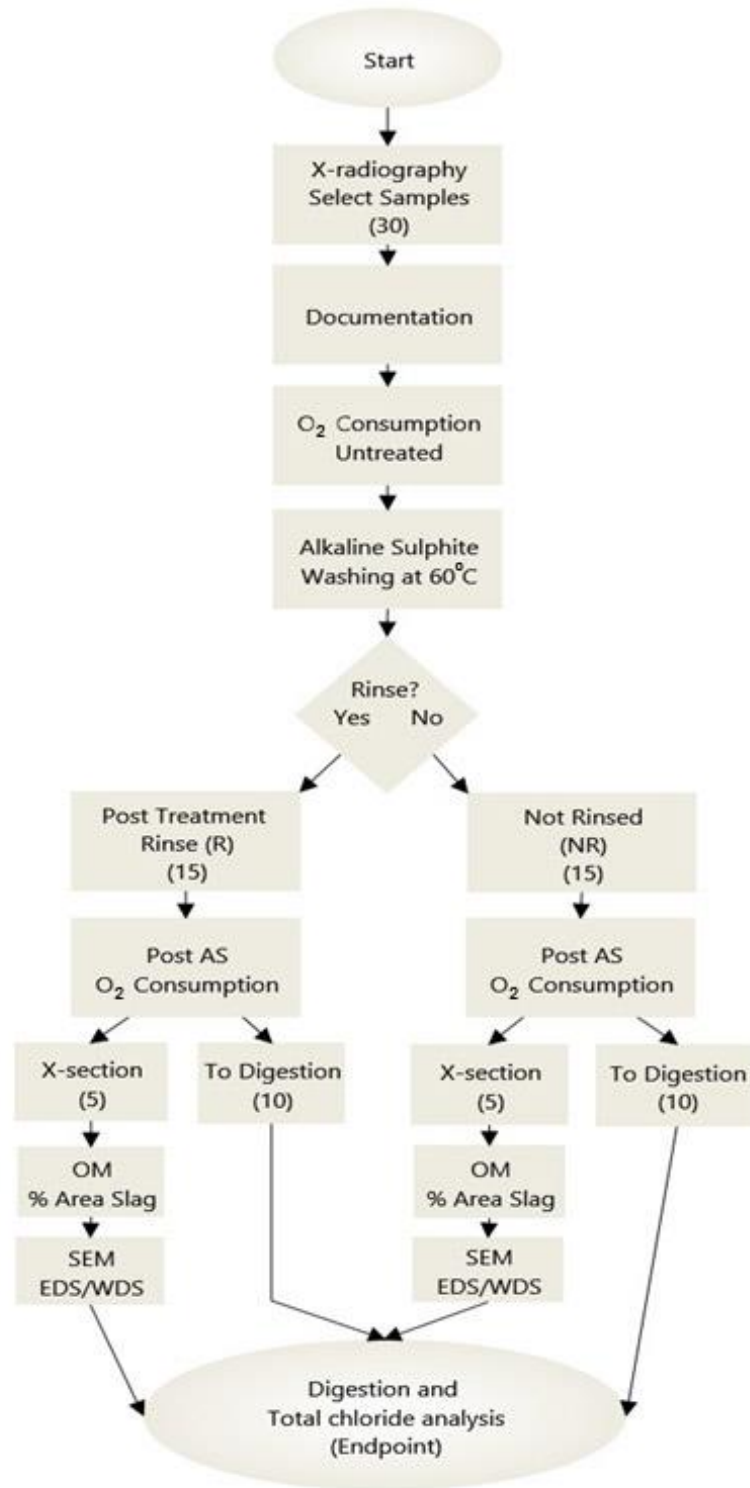 Start
X-radiography
Select Samples
(30)
Documentation
O₂ Consumption
Untreated
Alkaline Sulphite
Washing at 60°C
Rinse?
Yes No
Post Treatment
Rinse (R)
(15)
Not Rinsed
(NR)
(15)
Post AS
O₂ Consumption
Post AS
O₂ Consumption
X-section
(5)
To Digestion
(10)
X-section
(5)
To Digestion
(10)
OM
% Area Slag
OM
% Area Slag
SEM
EDS/WDS
SEM
EDS/WDS
Digestion and
Total chloride analysis
(Endpoint)